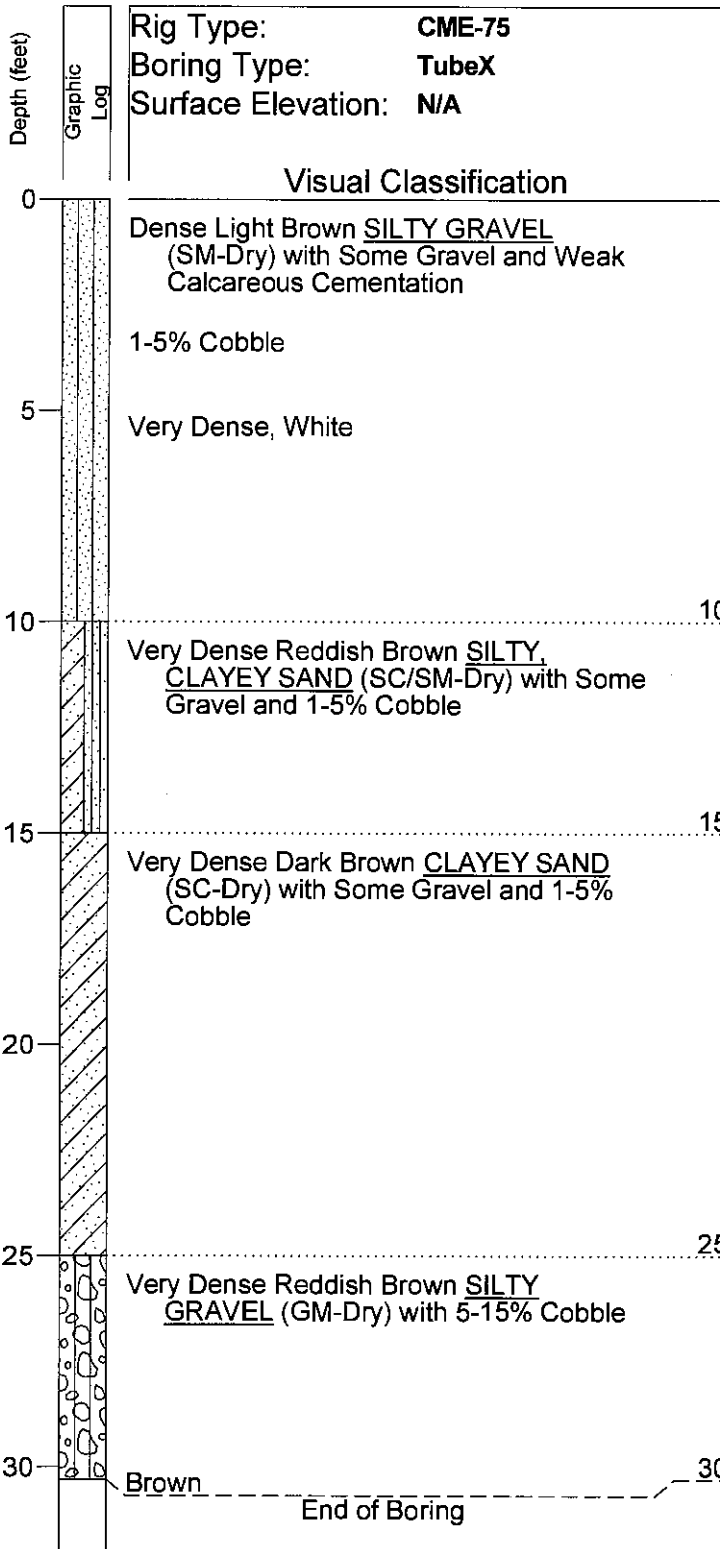 Depth (feet)
Graphic
Log
Rig Type: CME-75
Boring Type: TubeX
Surface Elevation: N/A
Visual Classification
0
Dense Light Brown SILTY GRAVEL
(SM-Dry) with Some Gravel and Weak
Calcareous Cementation
1-5% Cobble
5
Very Dense, White
10
10
Very Dense Reddish Brown SILTY,
CLAYEY SAND (SC/SM-Dry) with Some
Gravel and 1-5% Cobble
15
15
Very Dense Dark Brown CLAYEY SAND
(SC-Dry) with Some Gravel and 1-5%
Cobble
20
25
25
Very Dense Reddish Brown SILTY
GRAVEL (GM-Dry) with 5-15% Cobble
30
30
Brown
End of Boring